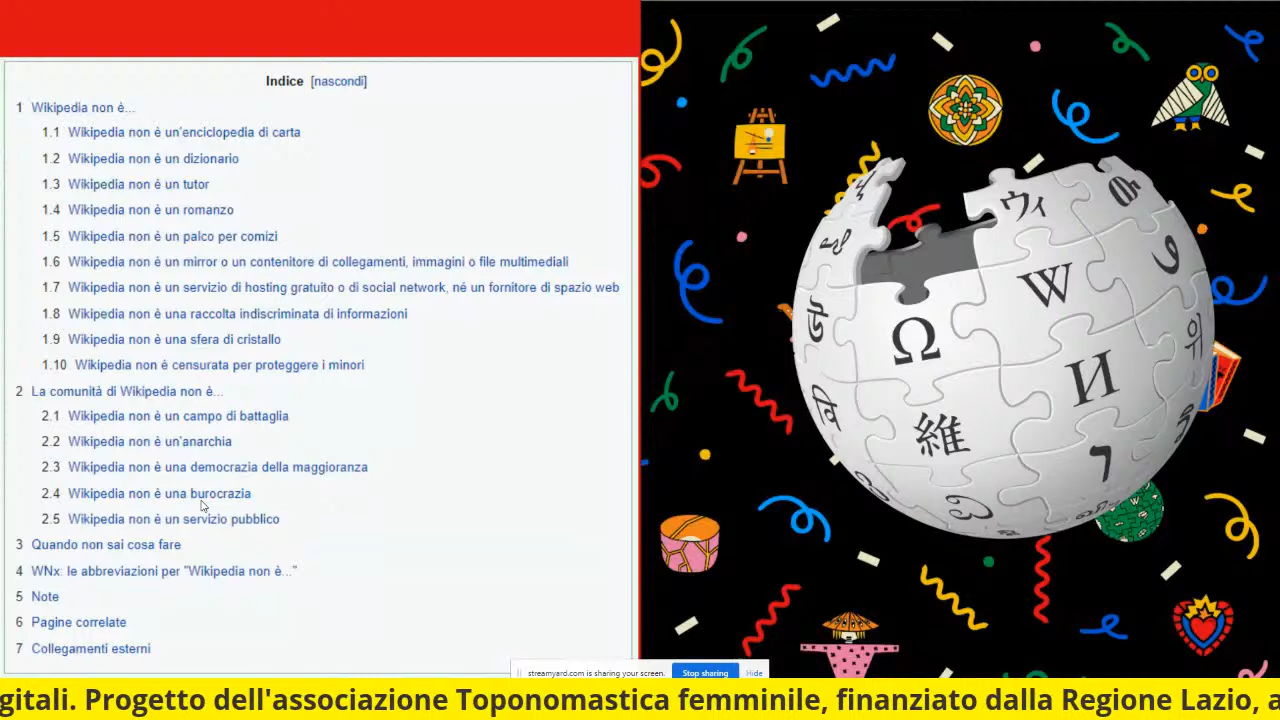 Indice [nascondi]
1 Wikipedia non è...
1.1 Wikipedia non è un'enciclopedia di carta
1.2 Wikipedia non è un dizionario
1.3 Wikipedia non è un tutor
1.4 Wikipedia non è un romanzo
1.5 Wikipedia non è un palco per comizi
1.6 Wikipedia non è un mirror o un contenitore di collegamenti, immagini o file multimediali
1.7 Wikipedia non è un servizio di hosting gratuito o di social network, né un fornitore di spazio web
1.8 Wikipedia non è una raccolta indiscriminata di informazioni
1.9 Wikipedia non è una sfera di cristallo
1.10 Wikipedia non è censurata per proteggere i minori
2 La comunità di Wikipedia non è...
2.1 Wikipedia non è un campo di battaglia
2.2 Wikipedia non è un'anarchia
2.3 Wikipedia non è una democrazia della maggioranza
2.4 Wikipedia non è una burocrazia
2.5 Wikipedia non è un servizio pubblico
3 Quando non sai cosa fare
4 WNx: le abbreviazioni per "Wikipedia non è..."
5 Note
6 Pagine correlate
7 Collegamenti esterni
ウィ
W
Ω
И
維
위
streamyard.com is sharing your screen. Stop sharing Hide
gitali. Progetto dell'associazione Toponomastica femminile, finanziato dalla Regione Lazio, a